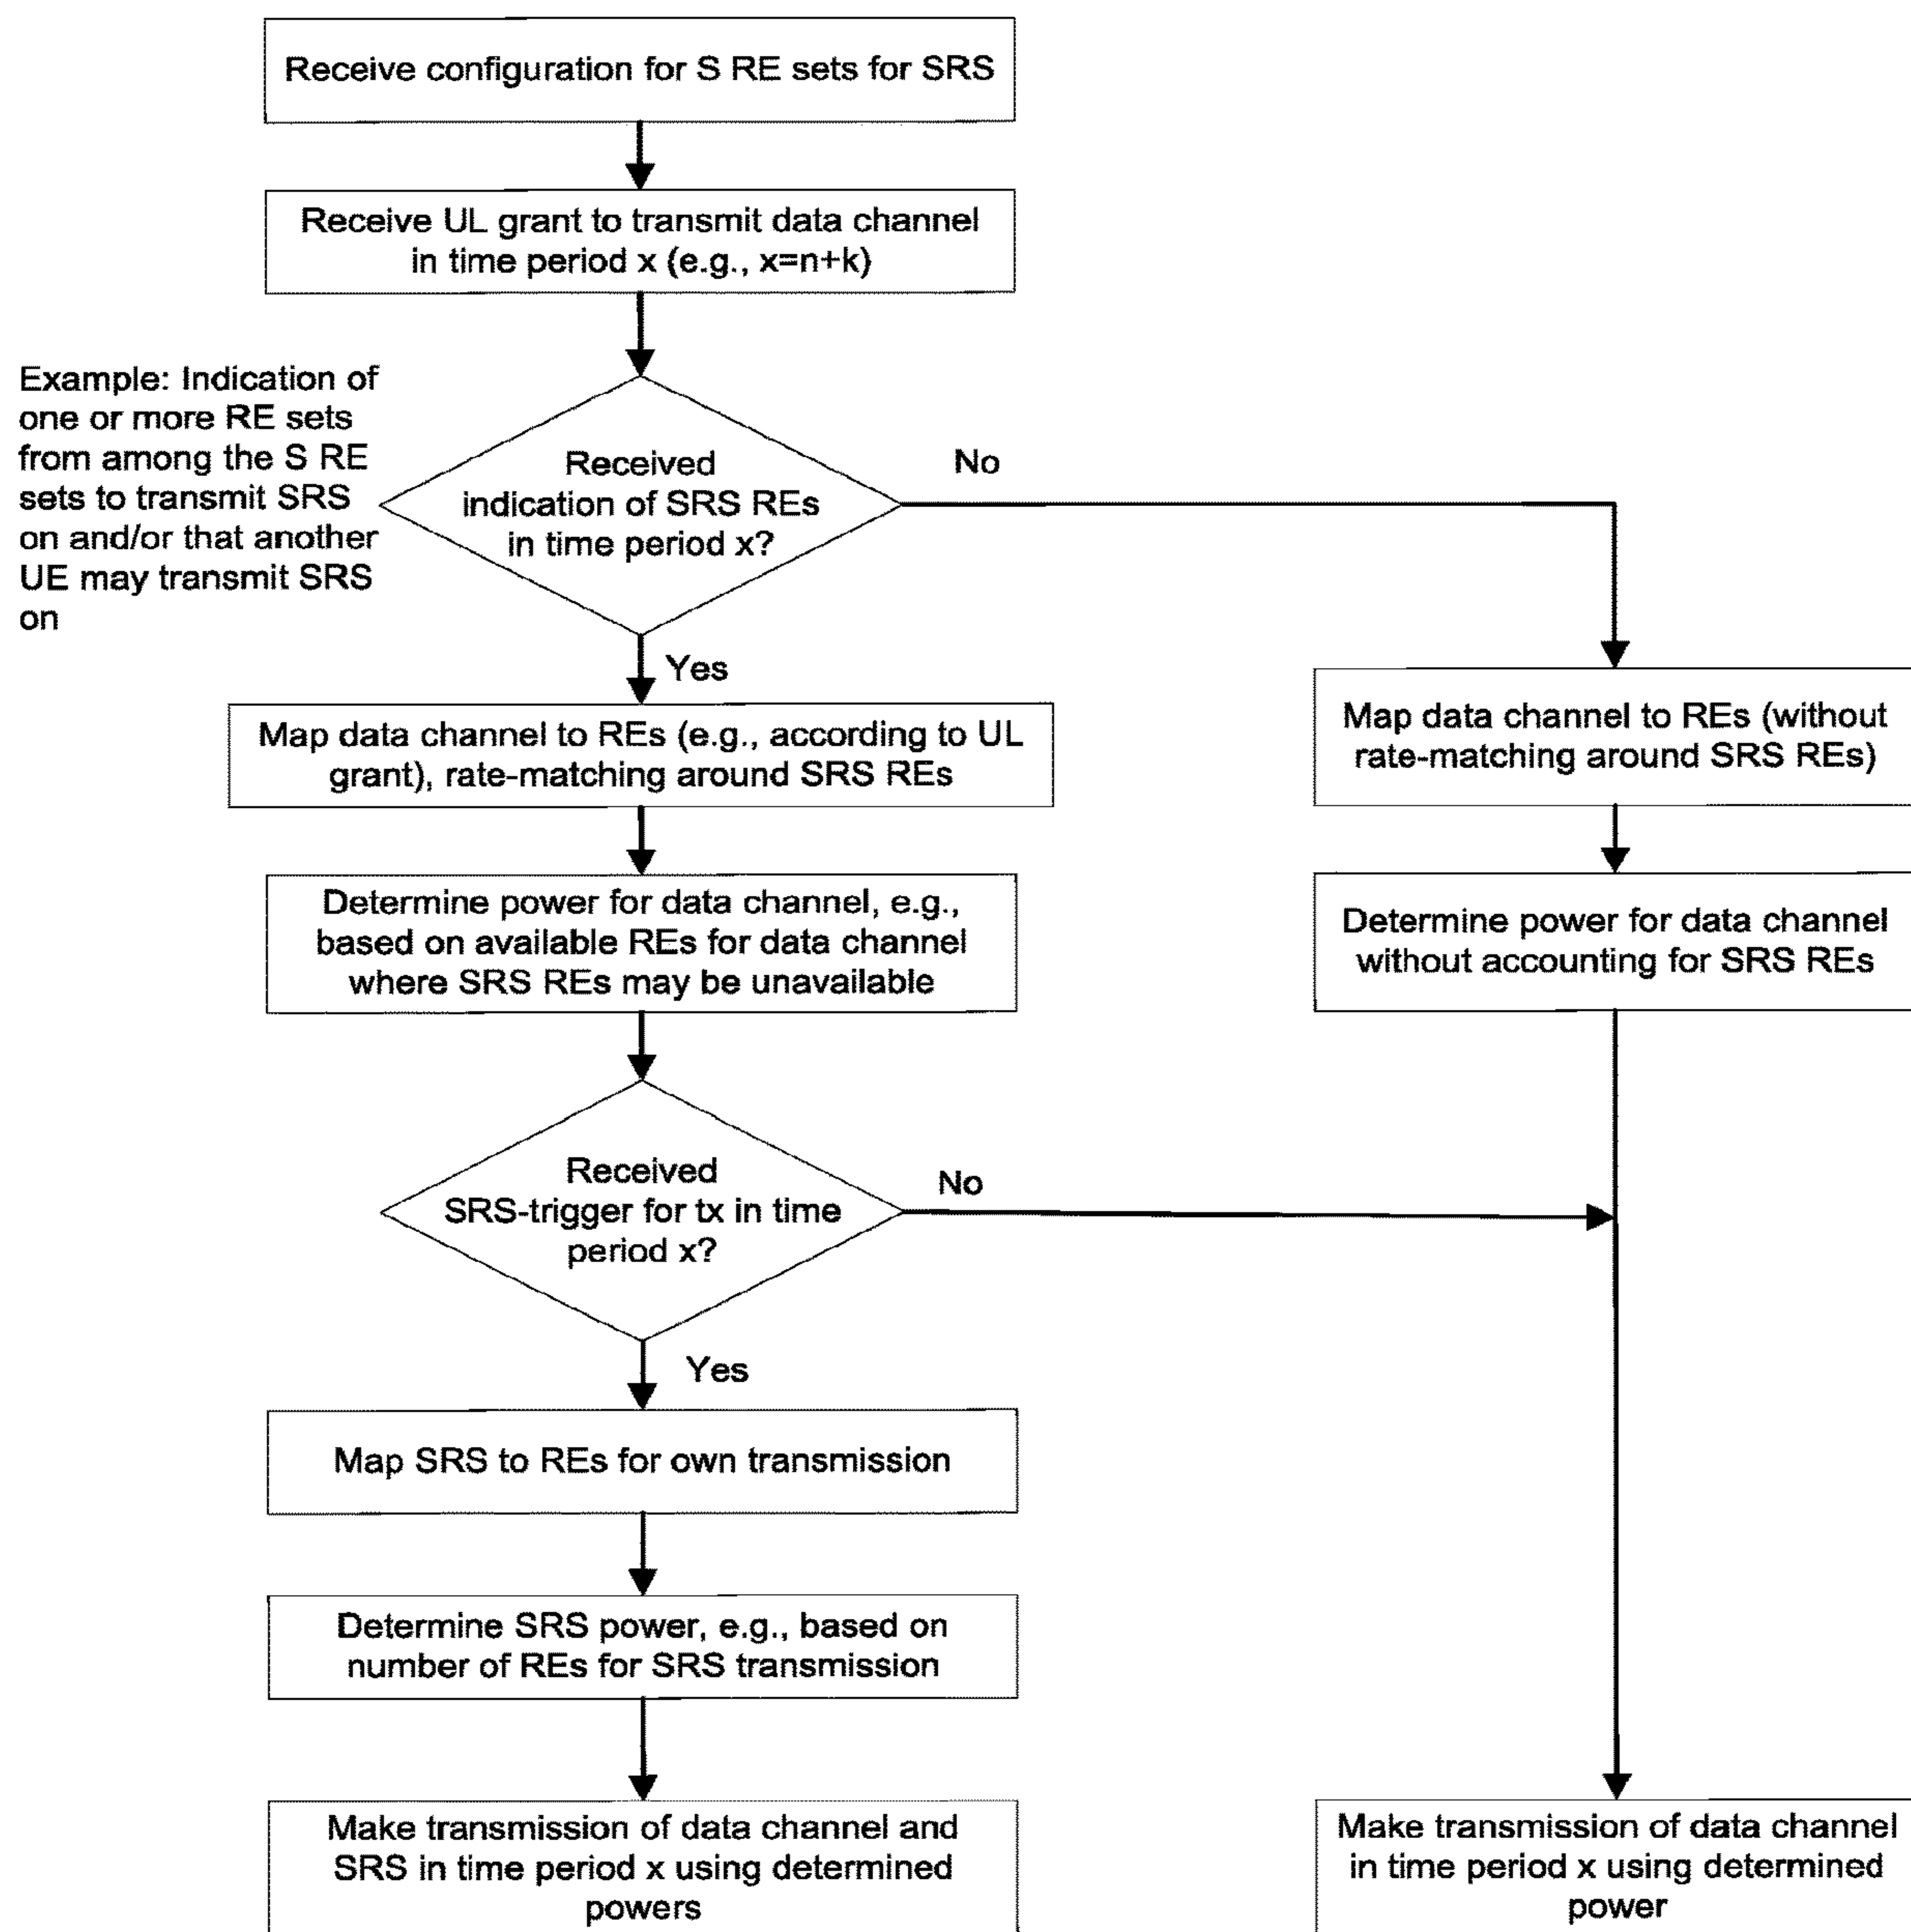 Receive configuration for S RE sets for SRS
Receive UL grant to transmit data channel
in time period x (e.g., x=n+k)
Example: Indication of
one or more RE sets
from among the S RE
sets to transmit SRS
on and/or that another
UE may transmit SRS
on
Received
indication of SRS REs
in time period x?
No
Yes
Map data channel to REs (e.g., according to UL
grant), rate-matching around SRS REs
Map data channel to REs (without
rate-matching around SRS REs)
Determine power for data channel, e.g.,
based on available REs for data channel
where SRS REs may be unavailable
Determine power for data channel
without accounting for SRS REs
Received
SRS-trigger for tx in time
period x?
No
Yes
Map SRS to REs for own transmission
Determine SRS power, e.g., based on
number of REs for SRS transmission
Make transmission of data channel and
SRS in time period x using determined
powers
Make transmission of data channel
in time period x using determined
power